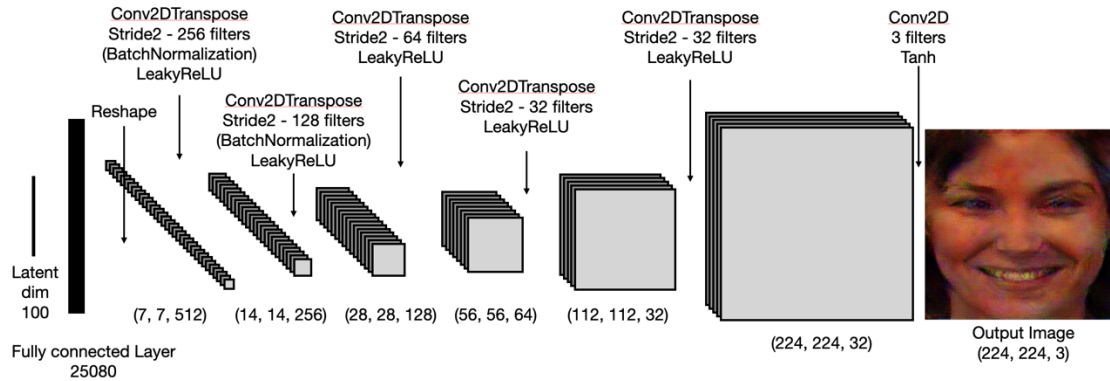 Conv2DTranspose
Stride2 - 256 filters
(BatchNormalization)
LeakyReLU
Conv2DTranspose
Stride2 - 64 filters
LeakyReLU
Conv2DTranspose
Stride2 - 32 filters
LeakyReLU
Conv2D
3 filters
Tanh
Reshape
Conv2DTranspose
Stride2 - 128 filters
(BatchNormalization)
LeakyReLU
Conv2DTranspose
Stride2 - 32 filters
LeakyReLU
Latent
dim
100
(7, 7, 512)
(14, 14, 256)
(28, 28, 128)
(56, 56, 64)
(112, 112, 32)
(224, 224, 32)
Output Image
(224, 224, 3)
Fully connected Layer
25080